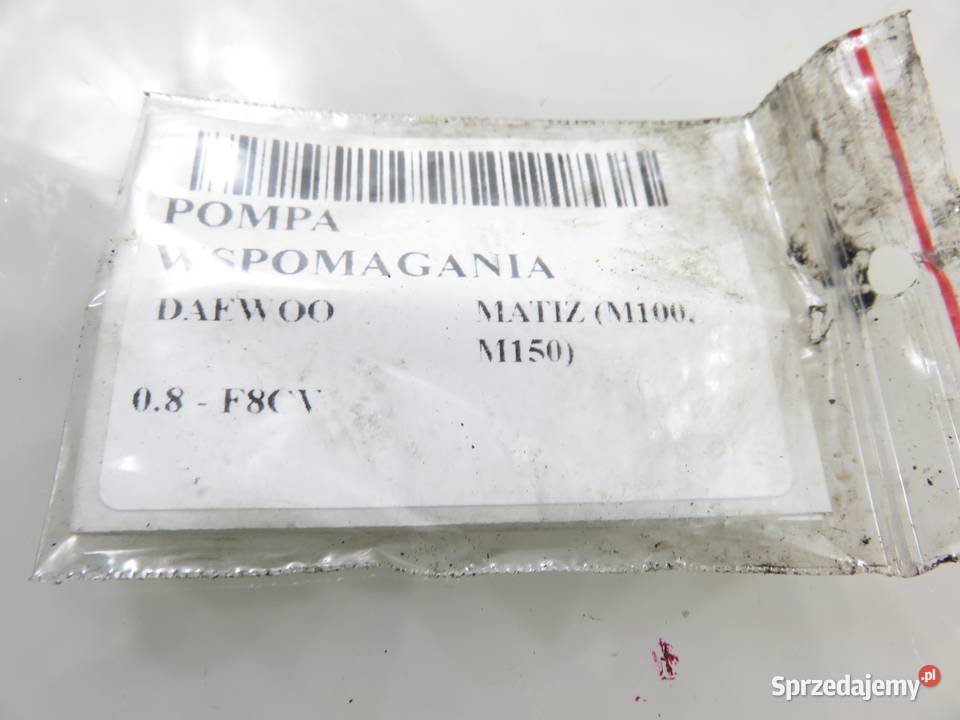 POMPA
WSPOMAGANIA
DAEWOO MATIZ (M100,
M150)
0.8 - F8CV
Sprzedajemy.pl